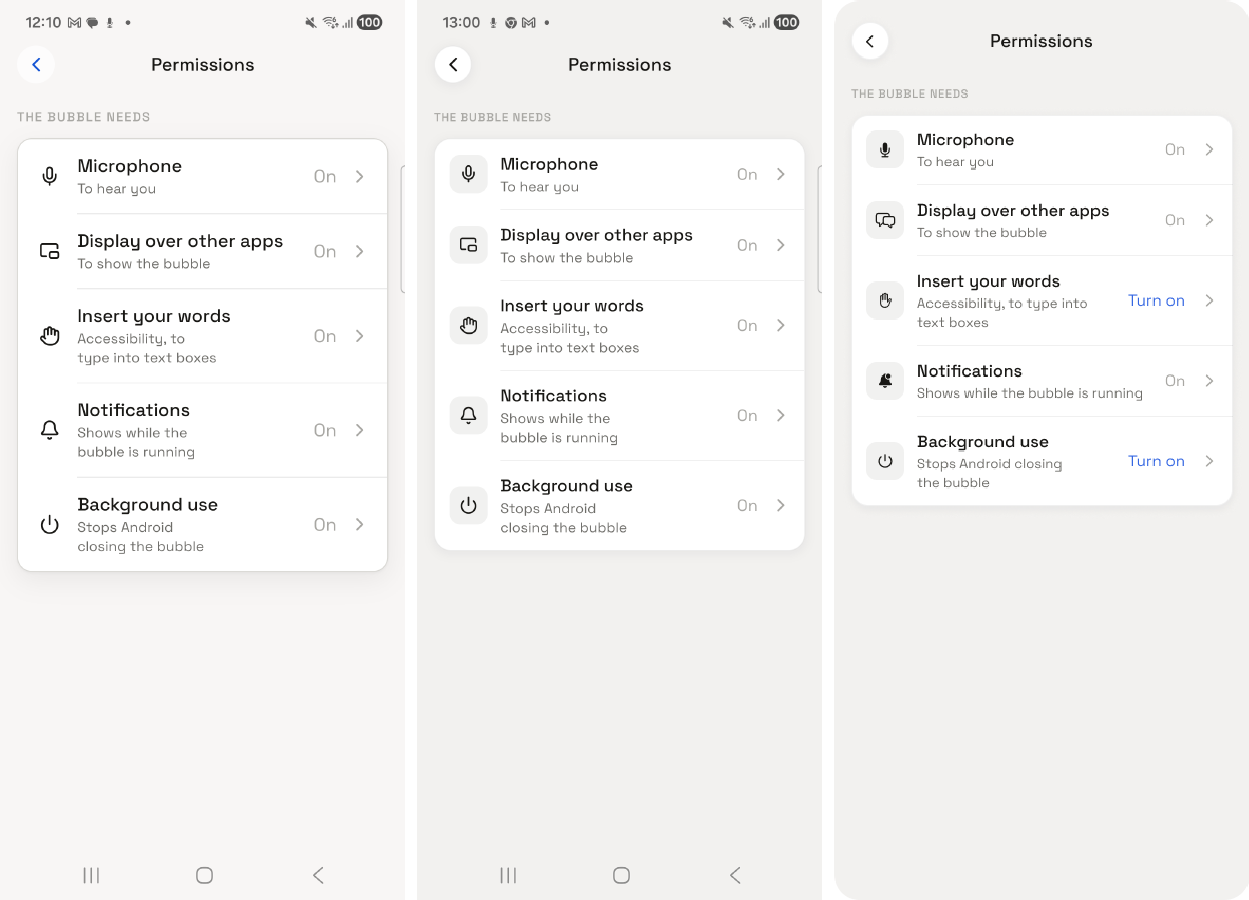 12:10
100
Permissions
THE BUBBLE NEEDS
Microphone
To hear you
On
Display over other apps
To show the bubble
On
Insert your words
Accessibility, to
type into text boxes
On
Notifications
Shows while the
bubble is running
On
Background use
Stops Android
closing the bubble
On
13:00
100
Permissions
THE BUBBLE NEEDS
Microphone
To hear you
On
Display over other apps
To show the bubble
On
Insert your words
Accessibility, to
type into text boxes
On
Notifications
Shows while the
bubble is running
On
Background use
Stops Android
closing the bubble
On
Permissions
THE BUBBLE NEEDS
Microphone
To hear you
On
Display over other apps
To show the bubble
On
Insert your words
Accessibility, to type into
text boxes
Turn on
Notifications
Shows while the bubble is running
On
Background use
Stops Android closing
the bubble
Turn on